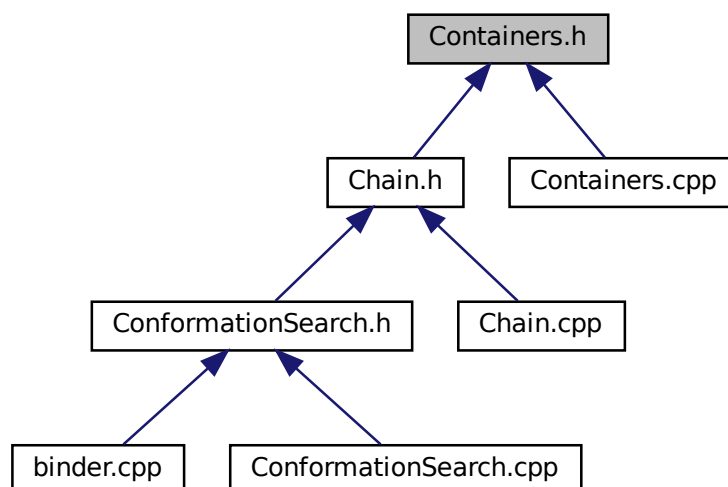 Containers.h
Chain.h
Containers.cpp
ConformationSearch.h
Chain.cpp
binder.cpp
ConformationSearch.cpp